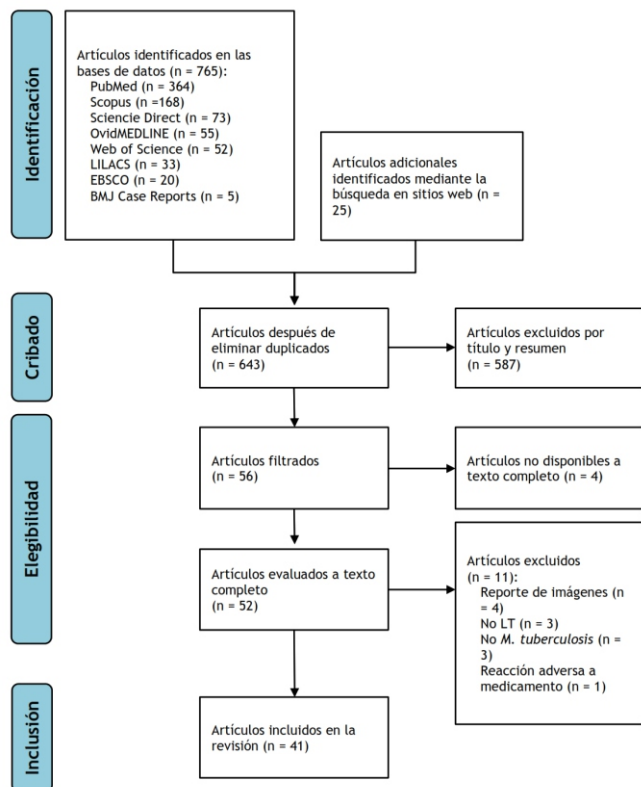 Identificación
Artículos identificados en las
bases de datos (n = 765):
PubMed (n = 364)
Scopus (n =168)
Sciencie Direct (n = 73)
OvidMEDLINE (n = 55)
Web of Science (n = 52)
LILACS (n = 33)
EBSCO (n = 20)
BMJ Case Reports (n = 5)
Artículos adicionales
identificados mediante la
búsqueda en sitios web (n =
25)
Cribado
Artículos después de
eliminar duplicados
(n = 643)
Artículos excluidos por
título y resumen
(n = 587)
Elegibilidad
Artículos filtrados
(n = 56)
Artículos no disponibles a
texto completo (n = 4)
Artículos evaluados a texto
completo
(n = 52)
Artículos excluidos
(n = 11):
Reporte de imágenes (n
= 4)
No LT (n = 3)
No M. tuberculosis (n =
3)
Reacción adversa a
medicamento (n = 1)
Inclusión
Artículos incluidos en la
revisión (n = 41)